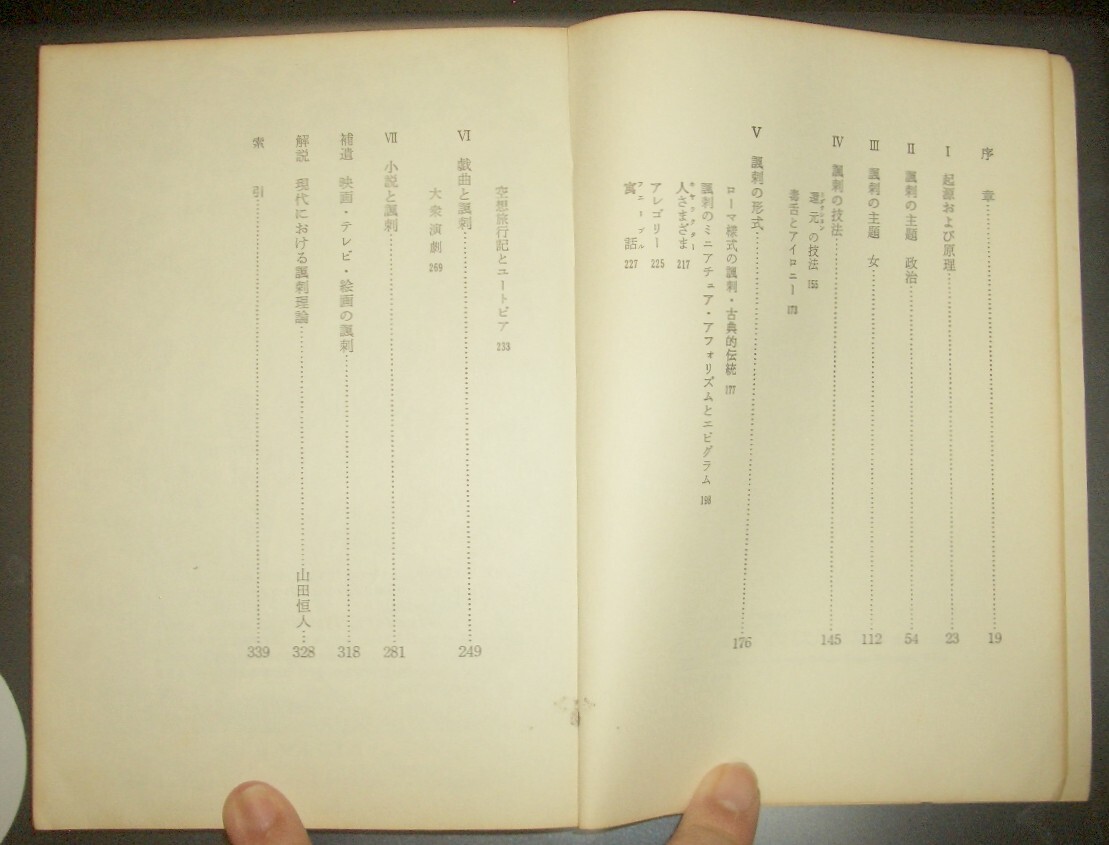 序章 19
I 起源および原理 23
II 諷刺の主題 政治 54
III 諷刺の主題 女 112
IV 諷刺の技法 145
還元の技法 155
毒舌とアイロニー 173
V 諷刺の形式 176
ローマ様式の諷刺・古典的伝統 177
諷刺のミニアチュア・アフォリズムとエピグラム 198
人さまざま 217
アレゴリー 225
寓話 227
空想旅行記とユートピア 233
VI 戯曲と諷刺 249
大衆演劇 269
VII 小説と諷刺 281
補遺 映画・テレビ・絵画の諷刺 318
解説 現代における諷刺理論 山田恒人 328
索引 339